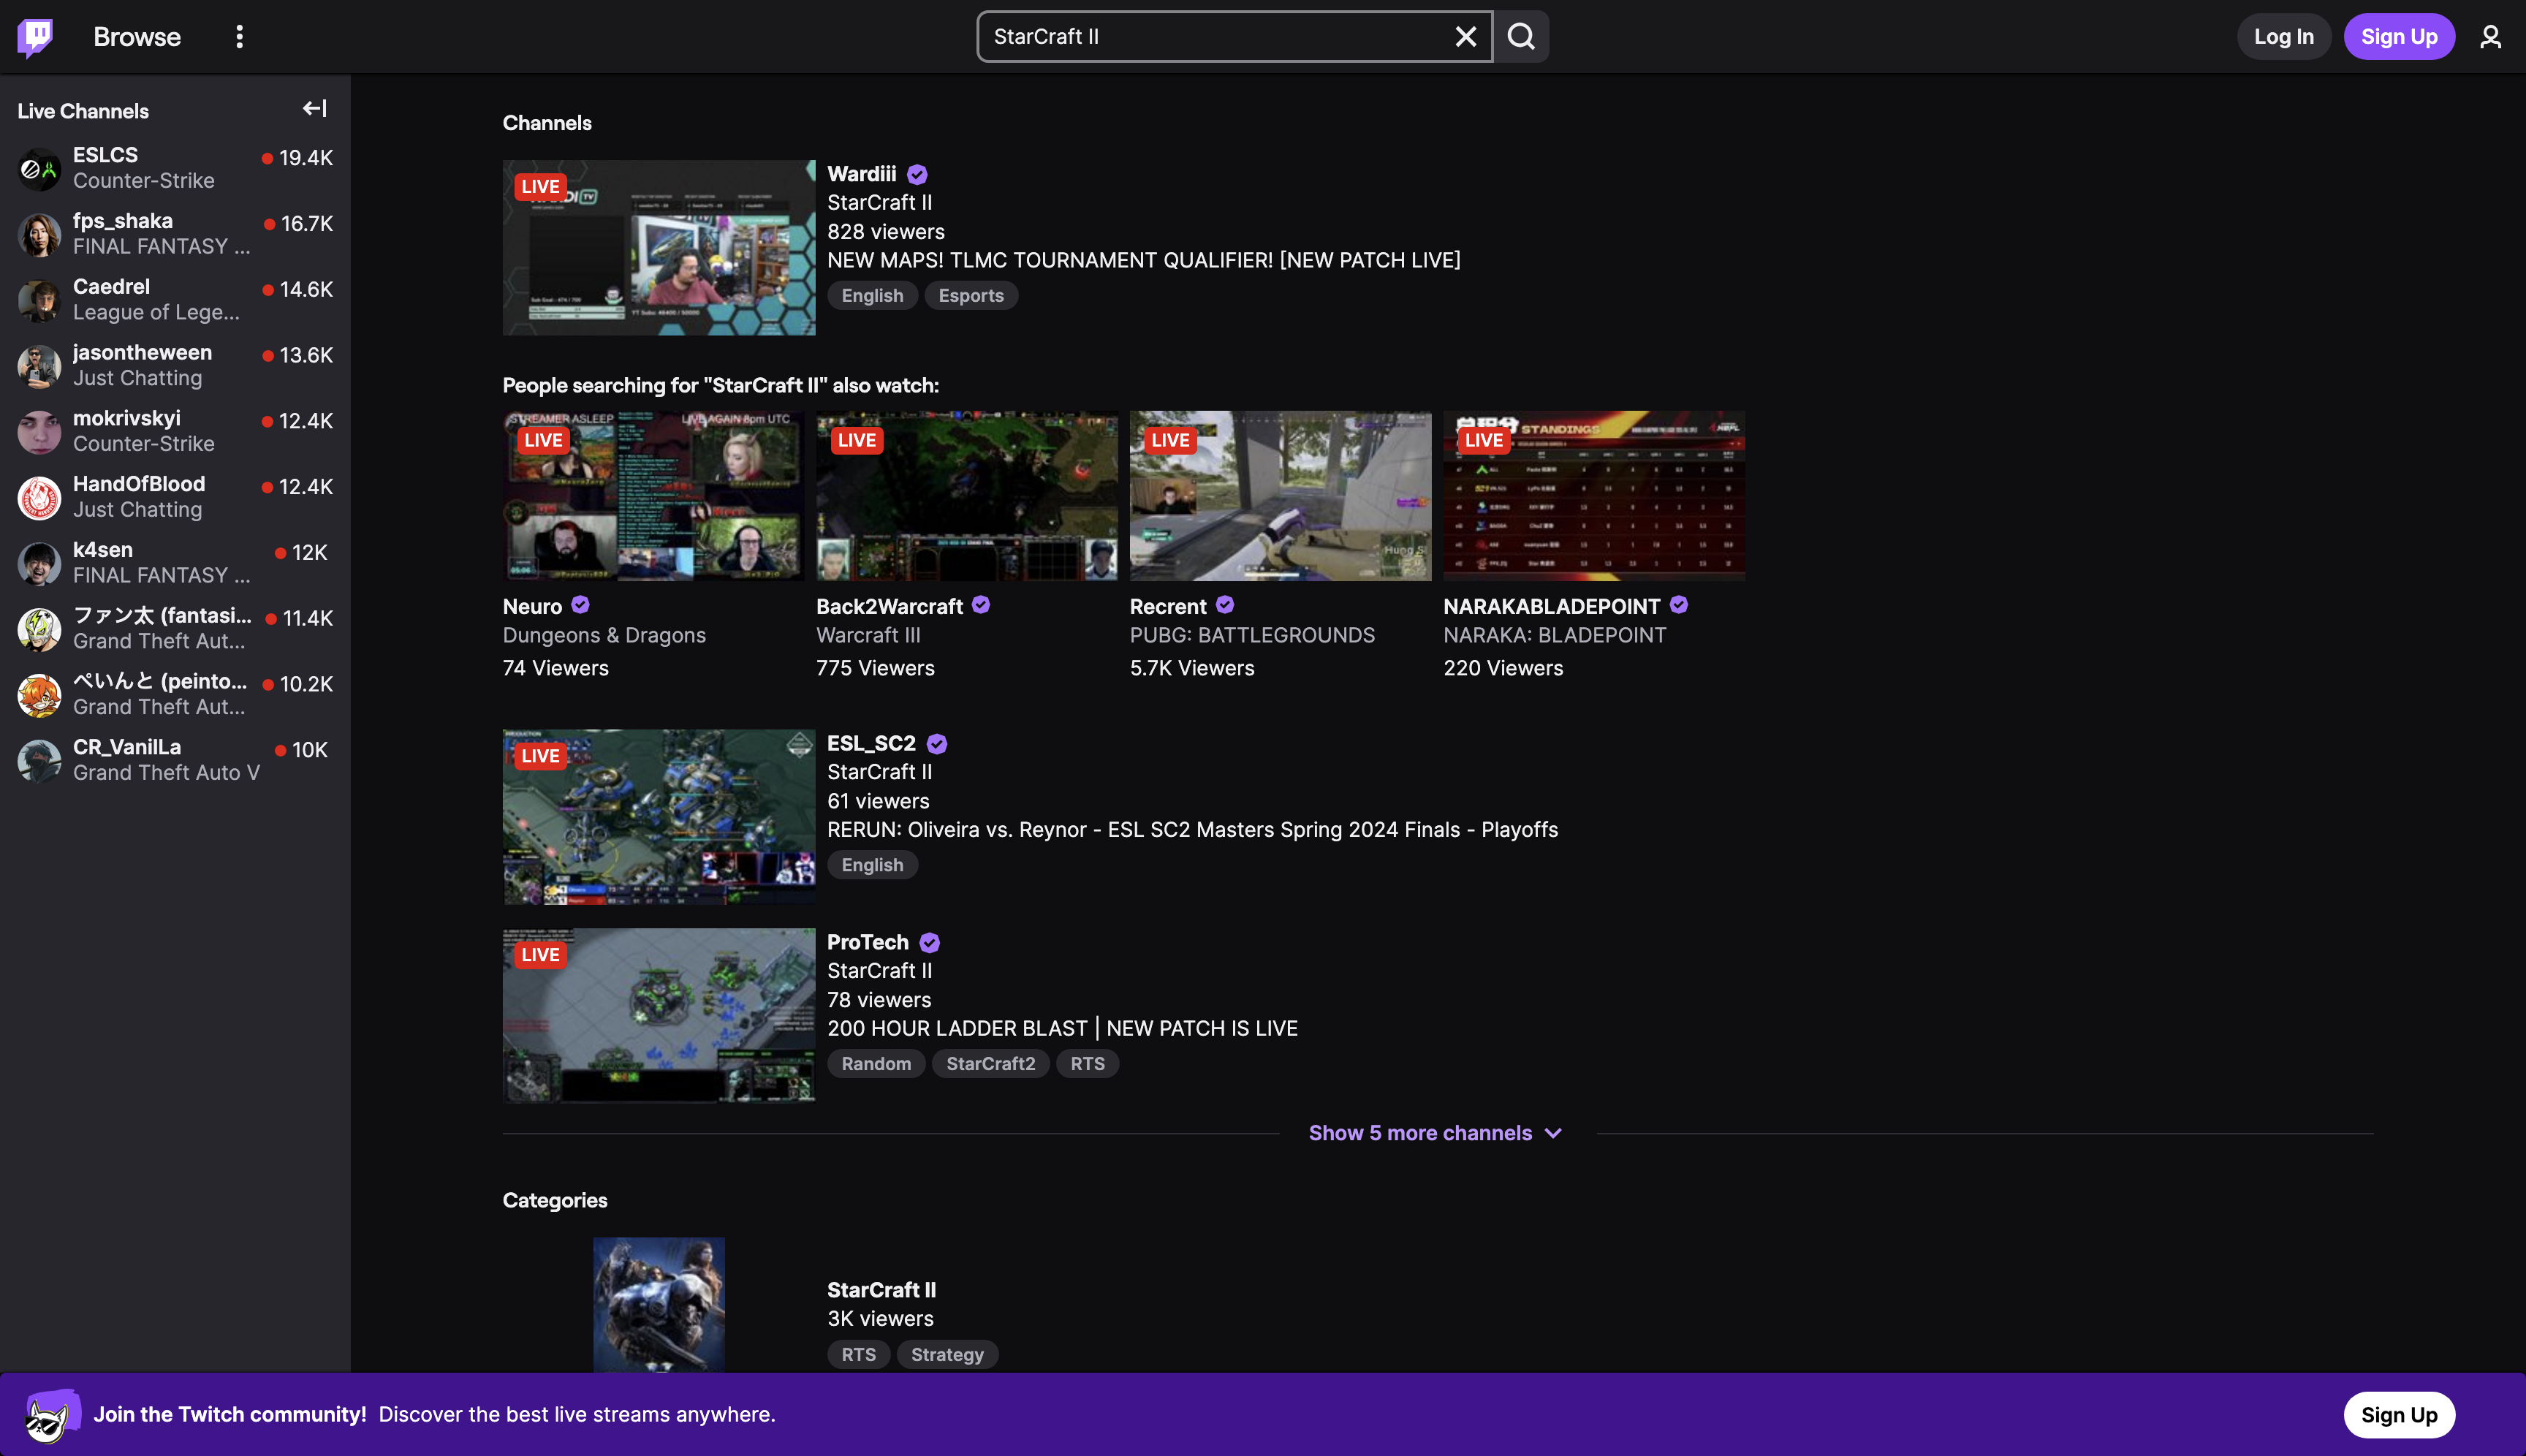 Browse
StarCraft II
Log In
Sign Up
Live Channels
ESLCS
19.4K
Counter-Strike
fps_shaka
16.7K
FINAL FANTASY ...
Caedrel
14.6K
League of Lege...
jasontheween
13.6K
Just Chatting
mokrivskyi
12.4K
Counter-Strike
HandOfBlood
12.4K
Just Chatting
k4sen
12K
FINAL FANTASY ...
ファン太 (fantasi...
11.4K
Grand Theft Aut...
ぺいんと (peinto...
10.2K
Grand Theft Aut...
CR_VanilLa
10K
Grand Theft Auto V
Channels
LIVE
Wardiii
StarCraft II
828 viewers
NEW MAPS! TLMC TOURNAMENT QUALIFIER! [NEW PATCH LIVE]
English
Esports
People searching for "StarCraft II" also watch:
STREAMER ASLEEP
LIVE AGAIN 8pm UTC
LIVE
Neuro
Dungeons & Dragons
74 Viewers
LIVE
Back2Warcraft
Warcraft III
775 Viewers
LIVE
Recrent
PUBG: BATTLEGROUNDS
5.7K Viewers
STANDINGS
LIVE
NARAKABLADEPOINT
NARAKA: BLADEPOINT
220 Viewers
LIVE
ESL_SC2
StarCraft II
61 viewers
RERUN: Oliveira vs. Reynor - ESL SC2 Masters Spring 2024 Finals - Playoffs
English
LIVE
ProTech
StarCraft II
78 viewers
200 HOUR LADDER BLAST | NEW PATCH IS LIVE
Random
StarCraft2
RTS
Show 5 more channels
Categories
StarCraft II
3K viewers
RTS
Strategy
Join the Twitch community! Discover the best live streams anywhere.
Sign Up